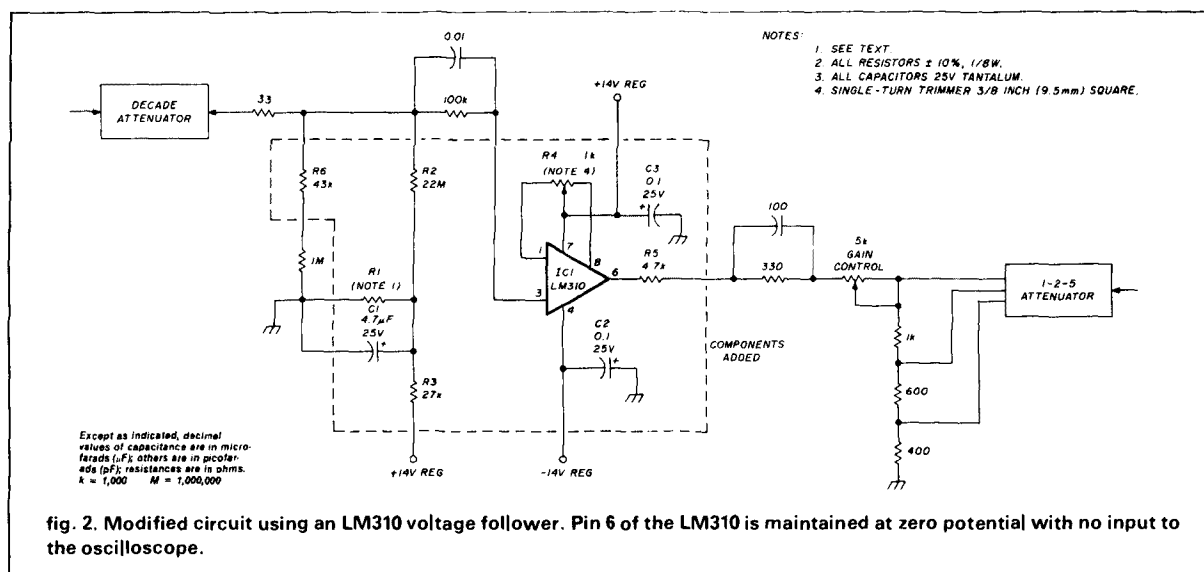 0.01
NOTES:
1. SEE TEXT.
2. ALL RESISTORS ± 10%, 1/8W.
3. ALL CAPACITORS 25V TANTALUM.
4. SINGLE-TURN TRIMMER 3/8 INCH (9.5mm) SQUARE.
+14V REG
DECADE
ATTENUATOR
33
100k
R6
43k
R2
22M
R4 1k
(NOTE 4)
C3
0.1
25V
+
1M
R1
(NOTE 1)
C1
4.7μF
25V
+
R3
27k
1
7
8
3
4
6
IC1
LM310
R5
4.7k
C2
0.1
25V
+
COMPONENTS
ADDED
100
330
5k
GAIN
CONTROL
1-2-5
ATTENUATOR
1k
600
400
+14V REG
-14V REG
Except as indicated, decimal
values of capacitance are in micro-
farads (μF); others are in picofar-
ads (pF); resistances are in ohms.
k = 1,000 M = 1,000,000
fig. 2. Modified circuit using an LM310 voltage follower. Pin 6 of the LM310 is maintained at zero potential with no input to
the oscilloscope.